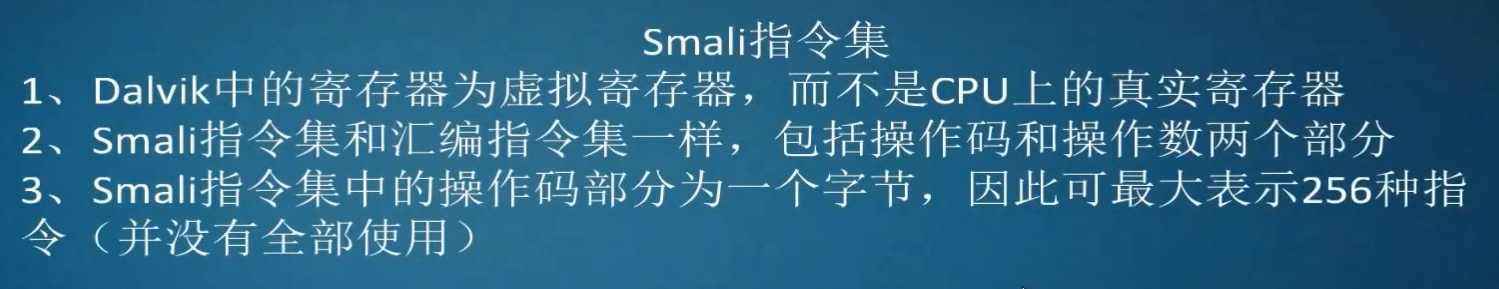 Smali指令集
1、Dalvik中的寄存器为虚拟寄存器，而不是CPU上的真实寄存器
2、Smali指令集和汇编指令集一样，包括操作码和操作数两个部分
3、Smali指令集中的操作码部分为一个字节，因此可最大表示256种指
令（并没有全部使用）